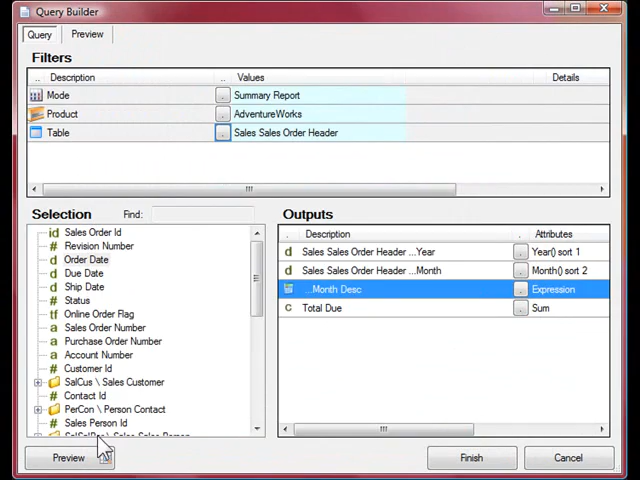 Query Builder
Query
Preview
Filters
.. Description .. Values Details
Mode . Summary Report
Product . AdventureWorks
Table . Sales Sales Order Header
Selection Find:
id Sales Order Id
# Revision Number
d Order Date
d Due Date
d Ship Date
# Status
tf Online Order Flag
a Sales Order Number
a Purchase Order Number
a Account Number
# Customer Id
SalCus \ Sales Customer
# Contact Id
PerCon \ Person Contact
# Sales Person Id
Outputs
. Description . Attributes
d Sales Sales Order Header ...Year . Year() sort 1
d Sales Sales Order Header ...Month . Month() sort 2
...Month Desc . Expression
c Total Due . Sum
Preview
Finish
Cancel